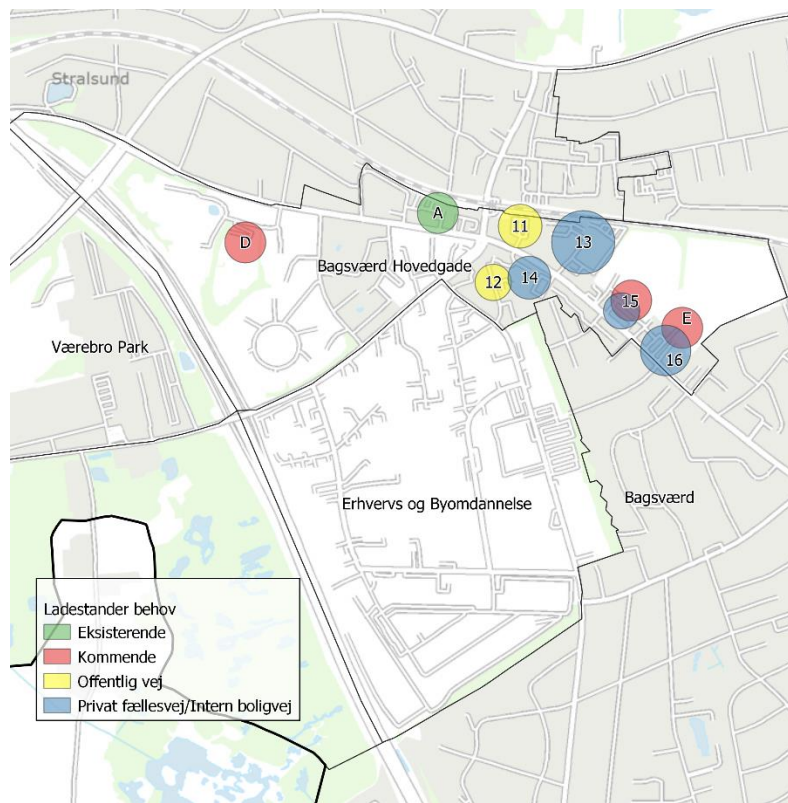 Stralsund
A
11
13
D
Bagsværd Hovedgade
12
14
15
E
Værebro Park
16
Erhvervs og Byomdannelse
Bagsværd
Ladestander behov
Eksisterende
Kommende
Offentlig vej
Privat fællesvej/Intern boligvej